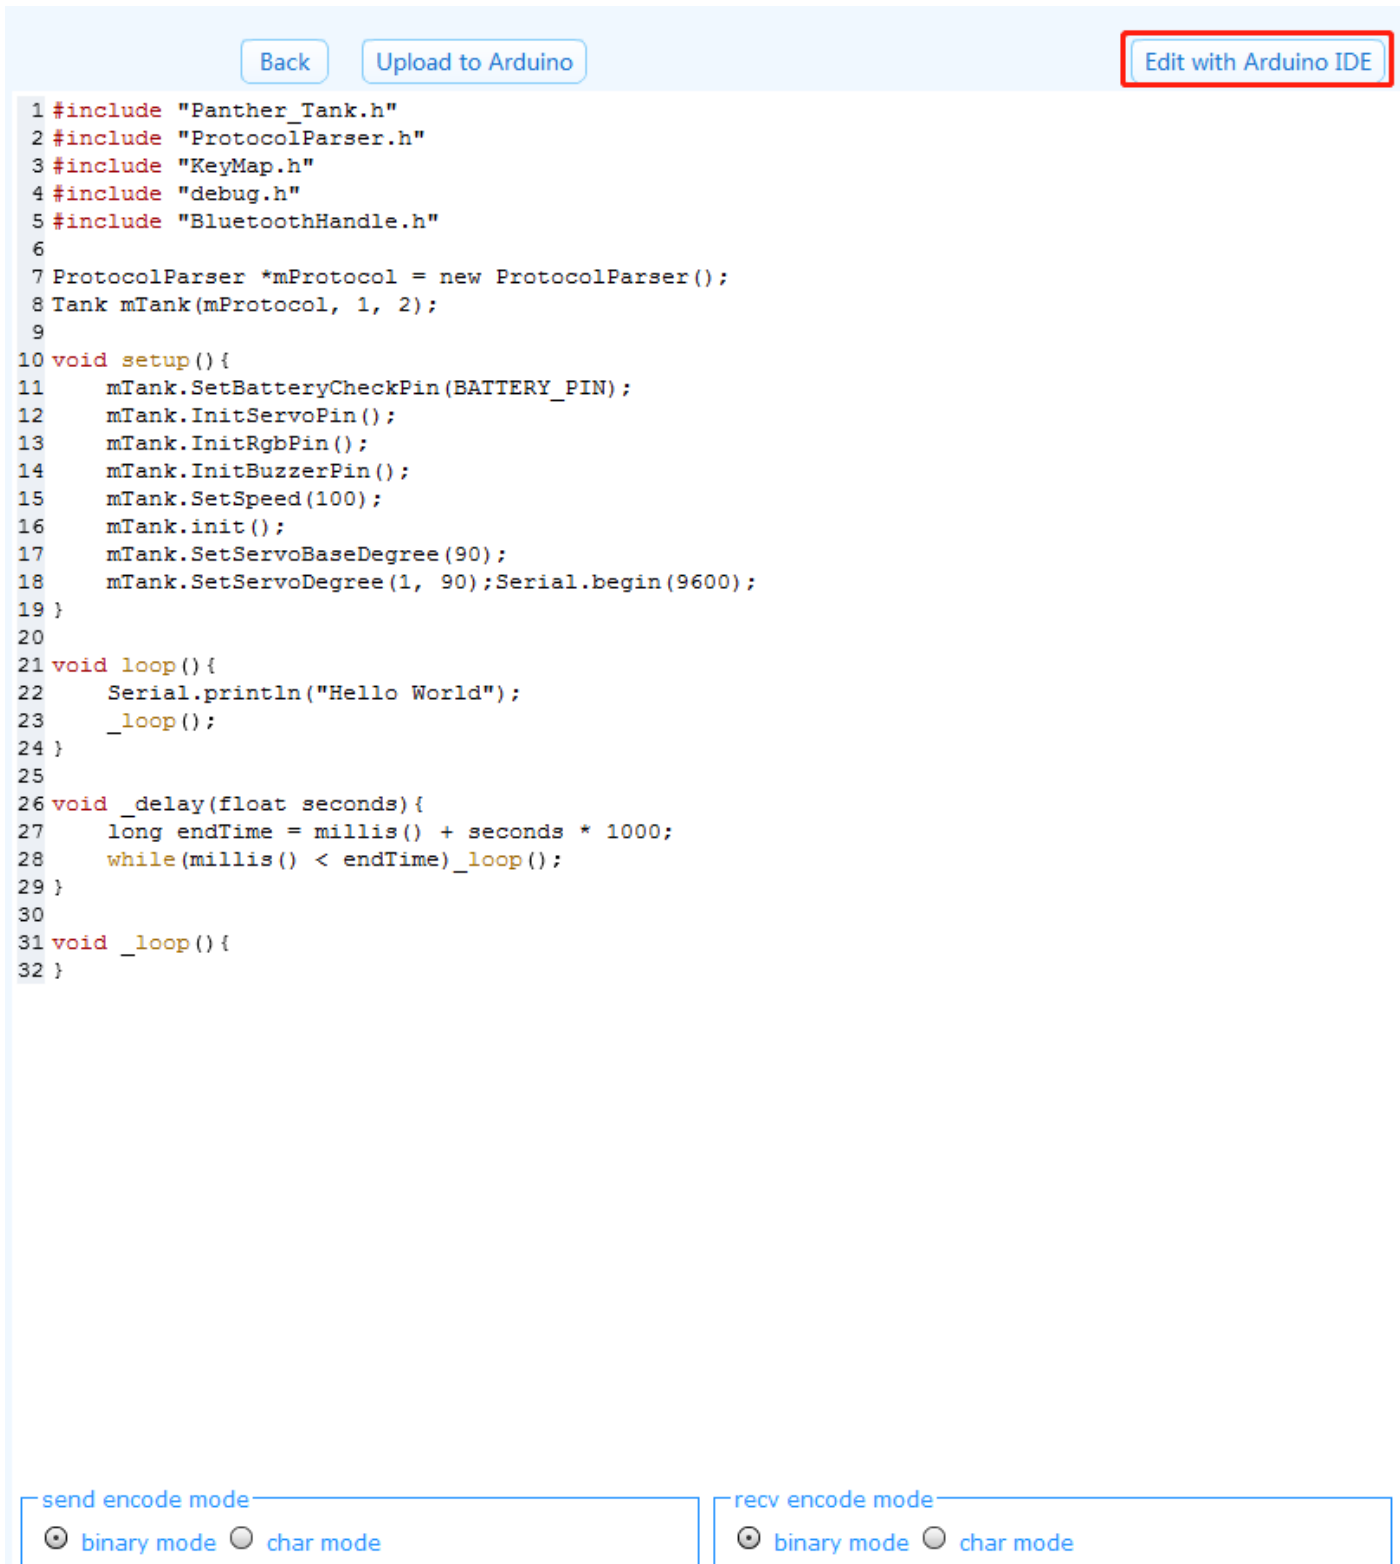 Back Upload to Arduino Edit with Arduino IDE
1 #include "Panther_Tank.h"
2 #include "ProtocolParser.h"
3 #include "KeyMap.h"
4 #include "debug.h"
5 #include "BluetoothHandle.h"
6
7 ProtocolParser *mProtocol = new ProtocolParser();
8 Tank mTank(mProtocol, 1, 2);
9
10 void setup(){
11     mTank.SetBatteryCheckPin(BATTERY_PIN);
12     mTank.InitServoPin();
13     mTank.InitRgbPin();
14     mTank.InitBuzzerPin();
15     mTank.SetSpeed(100);
16     mTank.init();
17     mTank.SetServoBaseDegree(90);
18     mTank.SetServoDegree(1, 90);Serial.begin(9600);
19 }
20
21 void loop(){
22     Serial.println("Hello World");
23     _loop();
24 }
25
26 void _delay(float seconds){
27     long endTime = millis() + seconds * 1000;
28     while(millis() < endTime)_loop();
29 }
30
31 void _loop(){
32 }
send encode mode recv encode mode
binary mode char mode binary mode char mode